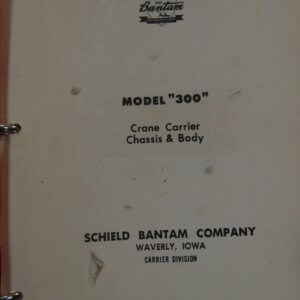 Bantam
MODEL "300"
Crane Carrier
Chassis & Body
SCHIELD BANTAM COMPANY
WAVERLY, IOWA
CARRIER DIVISION